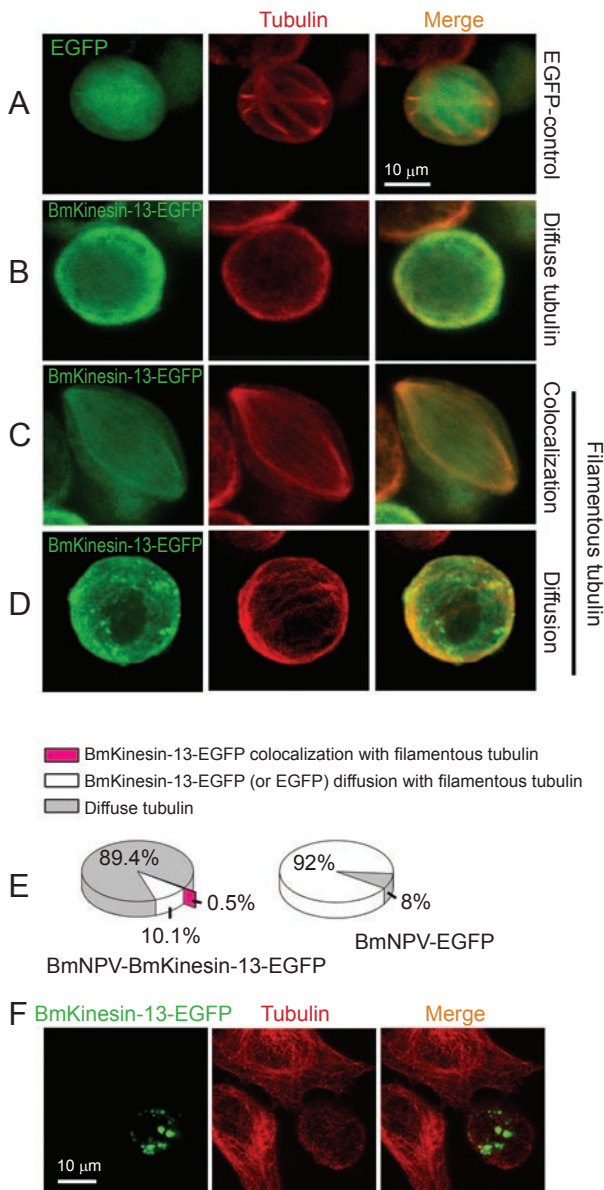 Tubulin Merge
EGFP
A
10 μm
EGFP-control
BmKinesin-13-EGFP
B
Diffuse tubulin
BmKinesin-13-EGFP
C
Colocalization
BmKinesin-13-EGFP
D
Diffusion
Filamentous tubulin
BmKinesin-13-EGFP colocalization with filamentous tubulin
BmKinesin-13-EGFP (or EGFP) diffusion with filamentous tubulin
Diffuse tubulin
E
89.4%
0.5%
10.1%
BmNPV-BmKinesin-13-EGFP
92%
8%
BmNPV-EGFP
F
BmKinesin-13-EGFP Tubulin Merge
10 μm